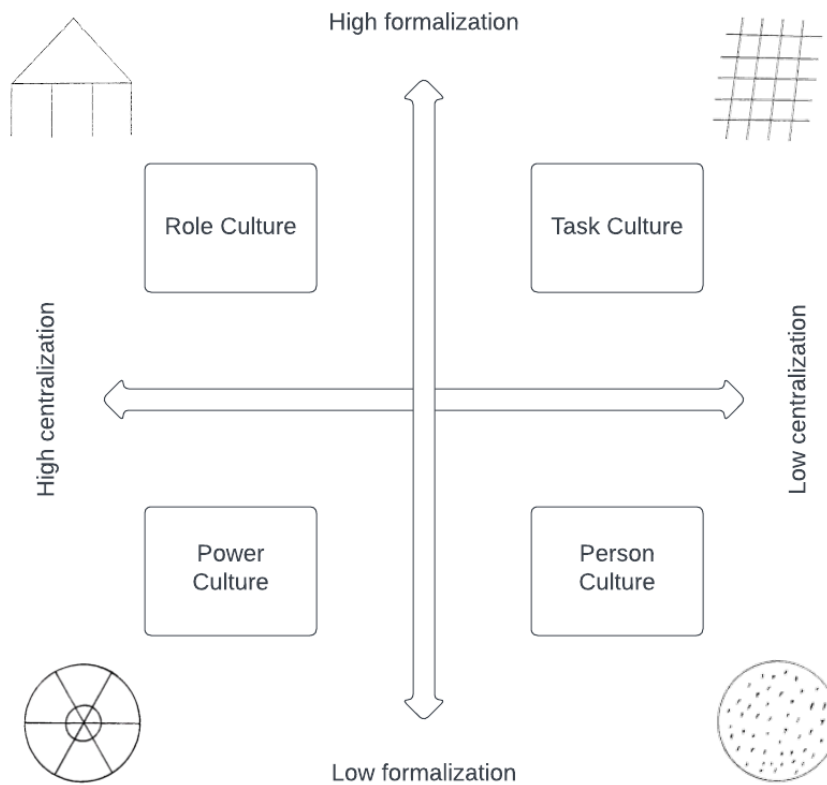 High formalization
Role Culture
Task Culture
High centralization
Low centralization
Power
Culture
Person
Culture
Low formalization